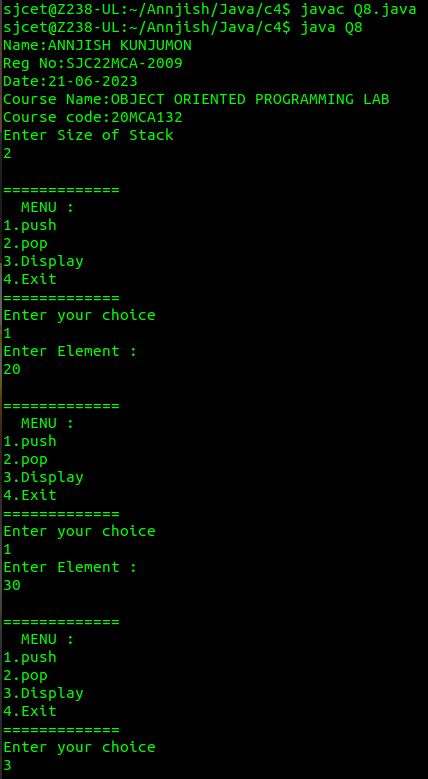 sjcet@Z238-UL:~/Annjish/Java/c4$ javac Q8.java
sjcet@Z238-UL:~/Annjish/Java/c4$ java Q8
Name:ANNJISH KUNJUMON
Reg No:SJC22MCA-2009
Date:21-06-2023
Course Name:OBJECT ORIENTED PROGRAMMING LAB
Course code:20MCA132
Enter Size of Stack
2
=============
MENU :
1.push
2.pop
3.Display
4.Exit
=============
Enter your choice
1
Enter Element :
20
=============
MENU :
1.push
2.pop
3.Display
4.Exit
=============
Enter your choice
1
Enter Element :
30
=============
MENU :
1.push
2.pop
3.Display
4.Exit
=============
Enter your choice
3